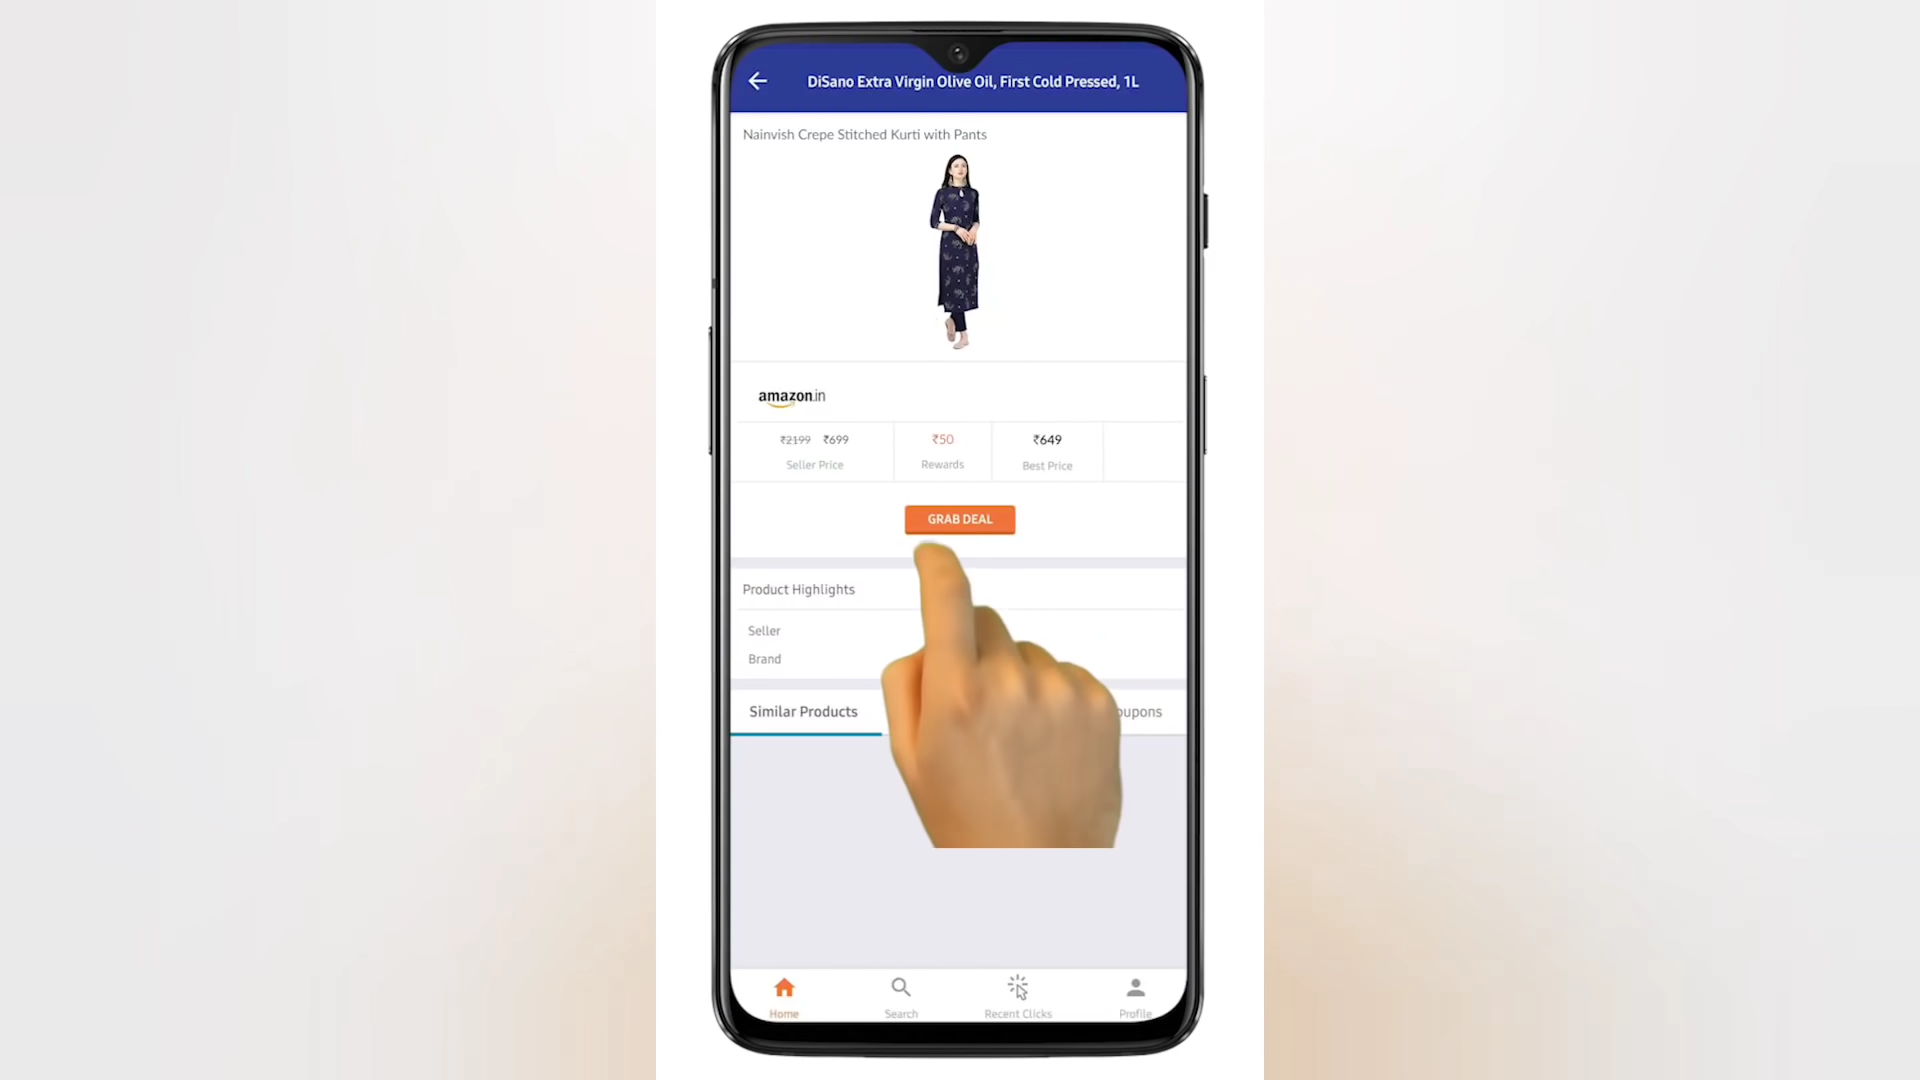 DiSano Extra Virgin Olive Oil, First Cold Pressed, 1L
Nainvish Crepe Stitched Kurti with Pants
amazon.in
₹2199 ₹699 ₹50 ₹649
Seller Price Rewards Best Price
GRAB DEAL
Product Highlights
Seller
Brand
Similar Products oupons
Home Search Recent Clicks Profile